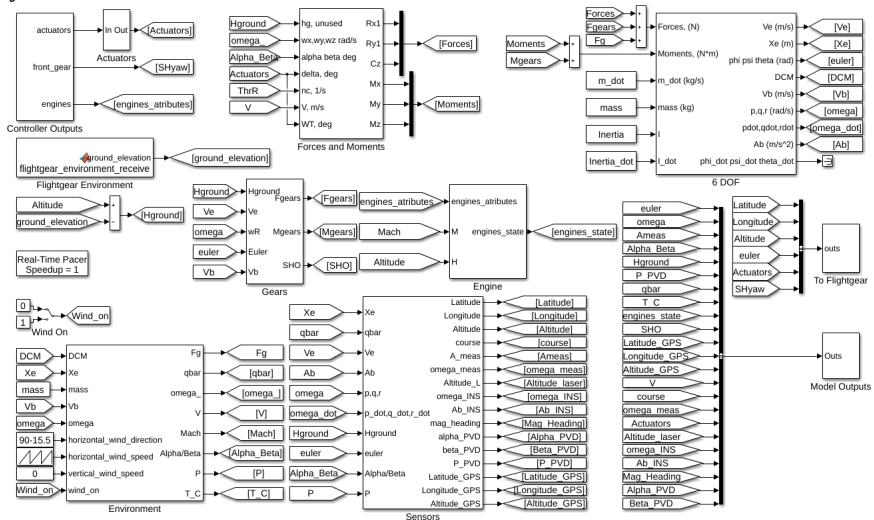 actuators
front_gear
engines
Controller Outputs
In Out
Actuators
[Actuators]
[SHyaw]
[engines_atributes]
ground_elevation
flightgear_environment_receive
Flightgear Environment
[ground_elevation]
Altitude
ground_elevation
+
−
[Hground]
Real-Time Pacer
Speedup = 1
0
1
Wind On
Wind_on
Hground
omega_
Alpha_Beta
Actuators
ThrR
V
hg, unused
wx,wy,wz rad/s
alpha beta deg
delta, deg
nc, 1/s
V, m/s
WT, deg
Rx1
Ry1
Cz
Mx
My
Mz
Forces and Moments
[Forces]
[Moments]
Forces
Fgears
Fg
+
+
+
Moments
Mgears
+
+
m_dot
mass
Inertia
Inertia_dot
Forces, (N)
Moments, (N*m)
m_dot (kg/s)
mass (kg)
I
I_dot
Ve (m/s)
Xe (m)
phi psi theta (rad)
DCM
Vb (m/s)
p,q,r (rad/s)
pdot,qdot,rdot
Ab (m/s^2)
phi_dot psi_dot theta_dot
6 DOF
[Ve]
[Xe]
[euler]
[DCM]
[Vb]
[omega]
[omega_dot]
[Ab]
Hground
Ve
omega
euler
Vb
Hground
Ve
wR
Euler
Vb
Fgears
Mgears
SHO
Gears
[Fgears]
[Mgears]
[SHO]
engines_atributes
Mach
Altitude
engines_atributes
M
H
engines_state
Engine
[engines_state]
DCM
Xe
mass
Vb
omega
90-15.5
0
Wind_on
DCM
Xe
mass
Vb
omega
horizontal_wind_direction
horizontal_wind_speed
vertical_wind_speed
wind_on
Fg
qbar
omega_
V
Mach
Alpha/Beta
P
T_C
Environment
Fg
[qbar]
[omega_]
[V]
[Mach]
[Alpha_Beta]
[P]
[T_C]
Xe
qbar
Ve
Ab
omega
omega_dot
Hground
euler
Alpha_Beta
P
Xe
qbar
Ve
Ab
p,q,r
p_dot,q_dot,r_dot
Hground
euler
Alpha/Beta
P
Latitude
Longitude
Altitude
course
A_meas
omega_meas
Altitude_L
omega_INS
Ab_INS
mag_heading
alpha_PVD
beta_PVD
P_PVD
Latitude_GPS
Longitude_GPS
Altitude_GPS
Sensors
[Latitude]
[Longitude]
[Altitude]
[course]
[Ameas]
[omega_meas]
[Altitude_laser]
[omega_INS]
[Ab_INS]
[Mag_Heading]
[Alpha_PVD]
[Beta_PVD]
[P_PVD]
[Latitude_GPS]
[Longitude_GPS]
[Altitude_GPS]
euler
omega
Ameas
Alpha_Beta
Hground
P_PVD
qbar
T_C
engines_state
SHO
Latitude_GPS
Longitude_GPS
Altitude_GPS
V
course
omega_meas
Actuators
Altitude_laser
omega_INS
Ab_INS
Mag_Heading
Alpha_PVD
Beta_PVD
Latitude
Longitude
Altitude
euler
Actuators
SHyaw
outs
To Flightgear
Outs
Model Outputs